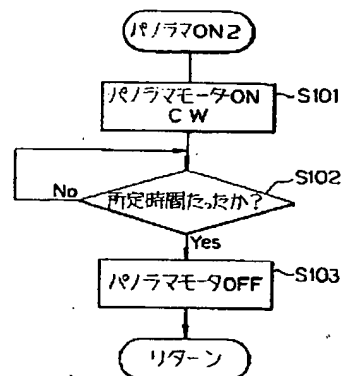 パノラマON2
パノラマモータON
CW
S101
所定時間たったか?
S102
No
Yes
パノラマモータOFF
S103
リターン